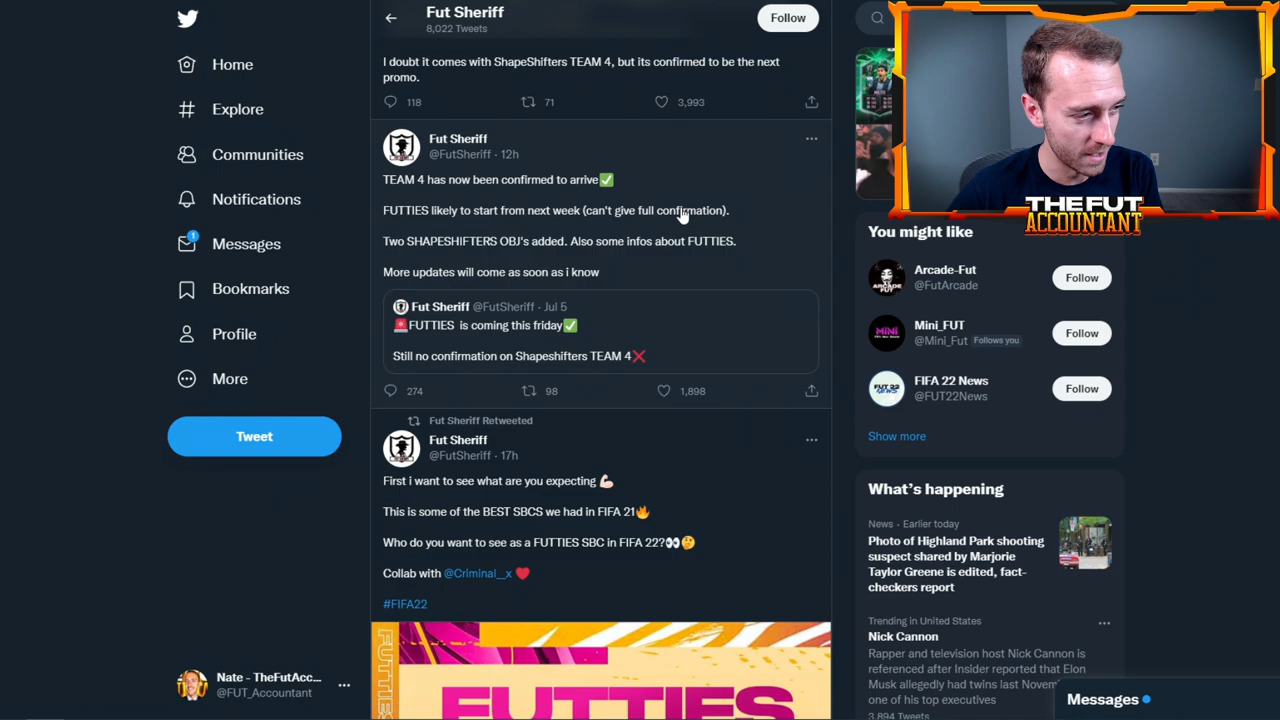 Home
Explore
Communities
Notifications
1
Messages
Bookmarks
Profile
More
Tweet
Nate - TheFutAcc...
@FUT_Accountant
Fut Sheriff
8,022 Tweets
Follow
I doubt it comes with ShapeShifters TEAM 4, but its confirmed to be the next
promo.
118
71
3,993
Fut Sheriff
@FutSheriff · 12h
TEAM 4 has now been confirmed to arrive✅
FUTTIES likely to start from next week (can't give full confirmation).
Two SHAPESHIFTERS OBJ's added. Also some infos about FUTTIES.
More updates will come as soon as i know
Fut Sheriff @FutSheriff · Jul 5
🚨FUTTIES is coming this friday✅
Still no confirmation on Shapeshifters TEAM 4❌
274
98
1,898
Fut Sheriff Retweeted
Fut Sheriff
@FutSheriff · 17h
First i want to see what are you expecting 💪🏻
This is some of the BEST SBCS we had in FIFA 21🔥
Who do you want to see as a FUTTIES SBC in FIFA 22?👀🤔
Collab with @Criminal__x ❤️
#FIFA22
FUTTIES
FUTTIES
THE FUT
ACCOUNTANT
You might like
Arcade-Fut
@FutArcade
Follow
Mini_FUT
@Mini_Fut Follows you
Follow
FIFA 22 News
@FUT22News
Follow
Show more
What's happening
News · Earlier today
Photo of Highland Park shooting
suspect shared by Marjorie
Taylor Greene is edited, fact-
checkers report
Trending in United States
Nick Cannon
Rapper and television host Nick Cannon is
referenced after Insider reported that Elon
Musk allegedly had twins last Novem
one of his top executives
3,894 Tweets
Messages